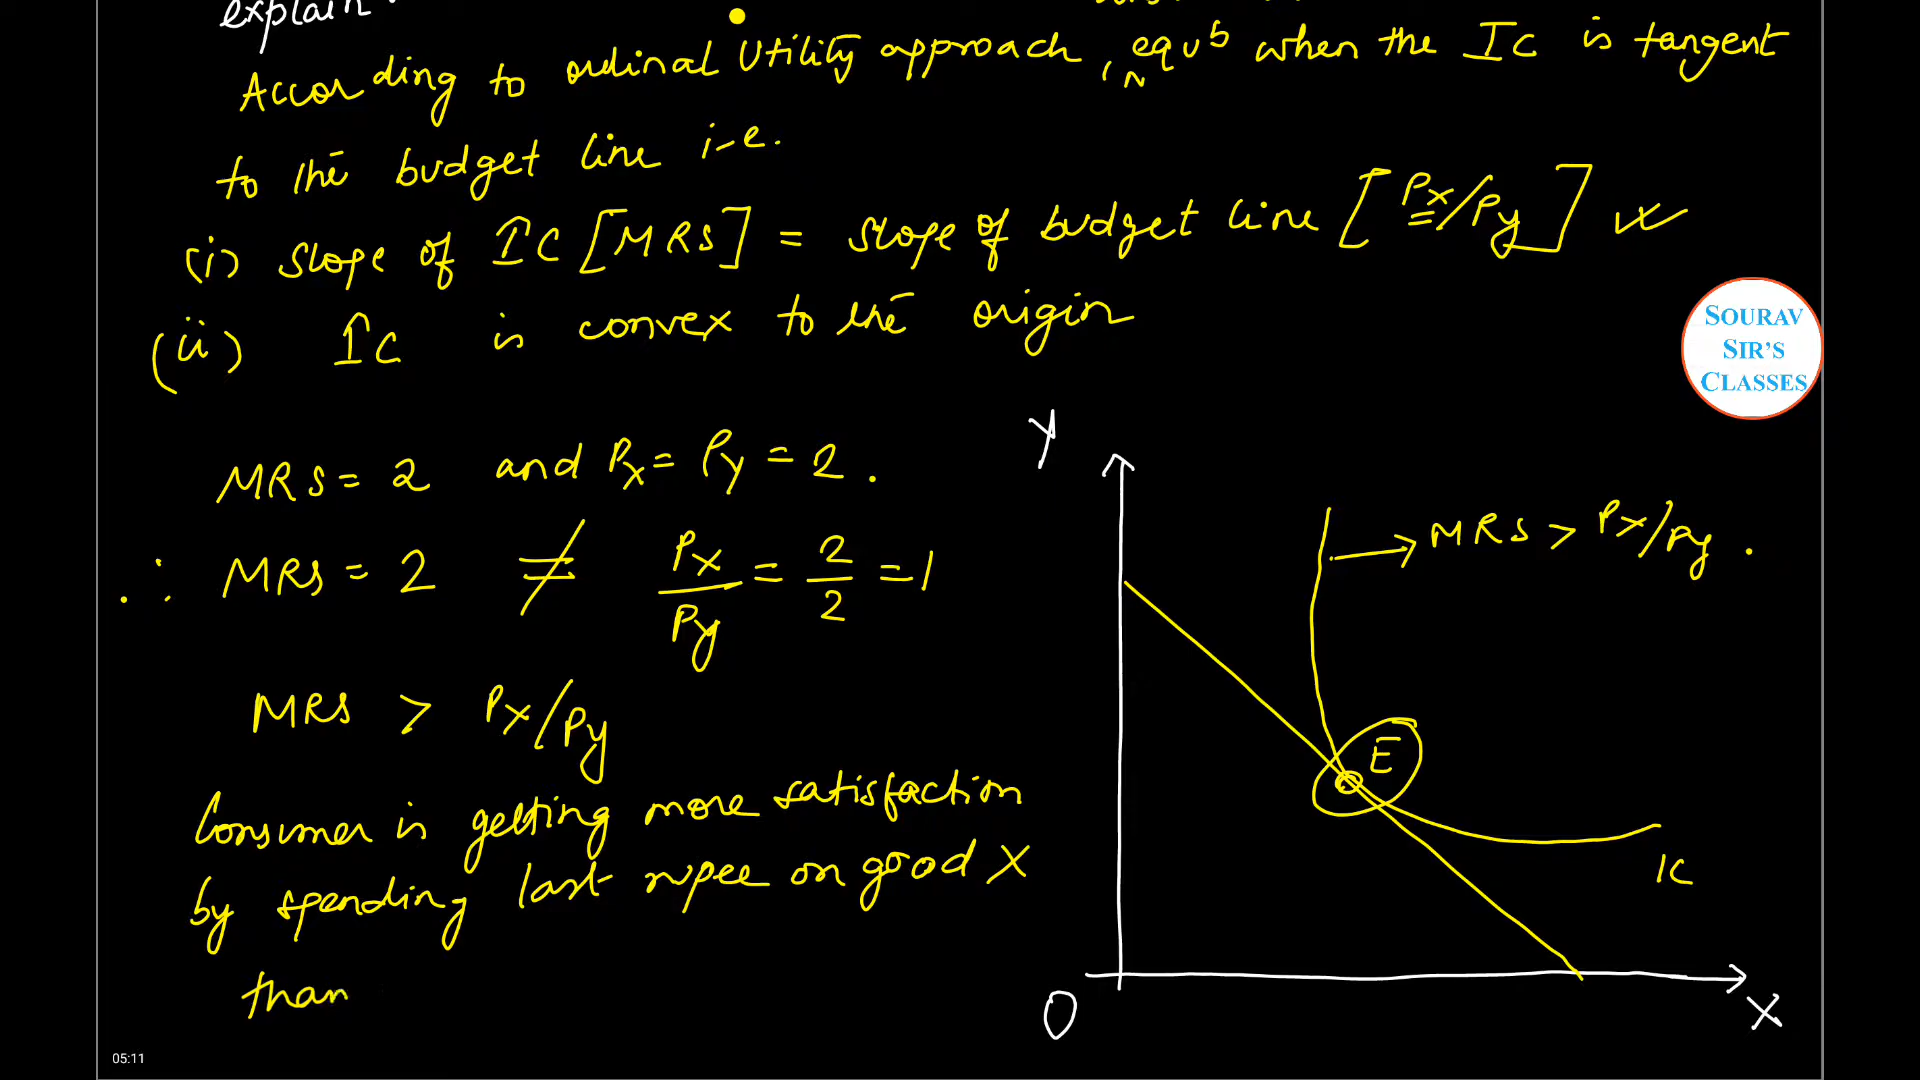 explain
According to ordinal Utility approach, in equb when the IC is tangent
to the budget line i-e.
(i) slope of IC [MRS] = slope of budget line [Px/Py]
(ii) IC is convex to the origin
SOURAV
SIR'S
CLASSES
MRS = 2 and Px = Py = 2.
∴ MRS = 2 ≠ Px/Py = 2/2 = 1
MRS > Px/Py
Consumer is getting more satisfaction
by spending last rupee on good X
than
Y
MRS > Px/Py.
E
IC
O
X
05:11